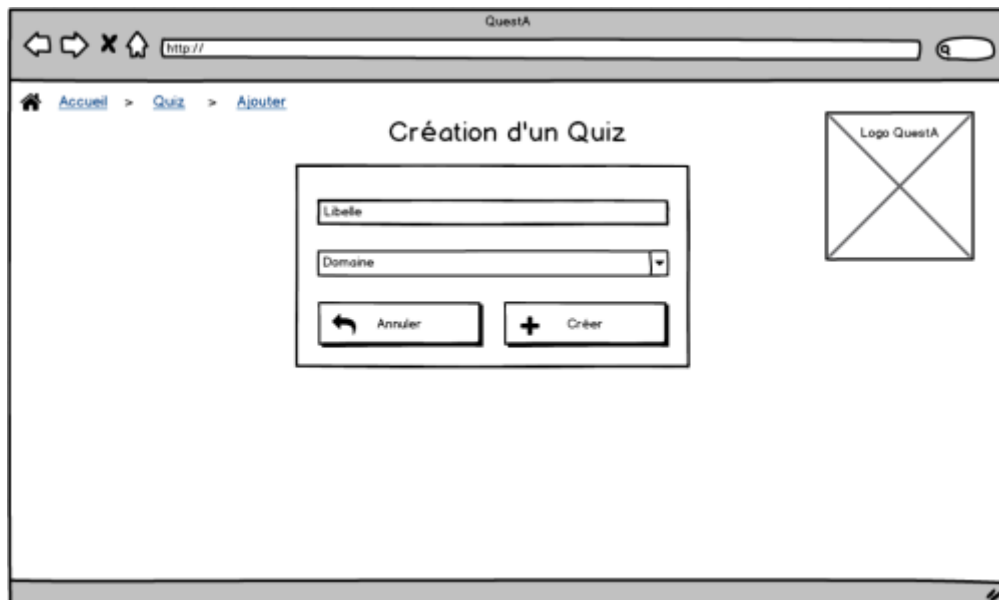 QuestA
http://
Accueil > Quiz > Ajouter
Création d'un Quiz
Logo QuestA
Libelle
Domaine
Annuler
Créer